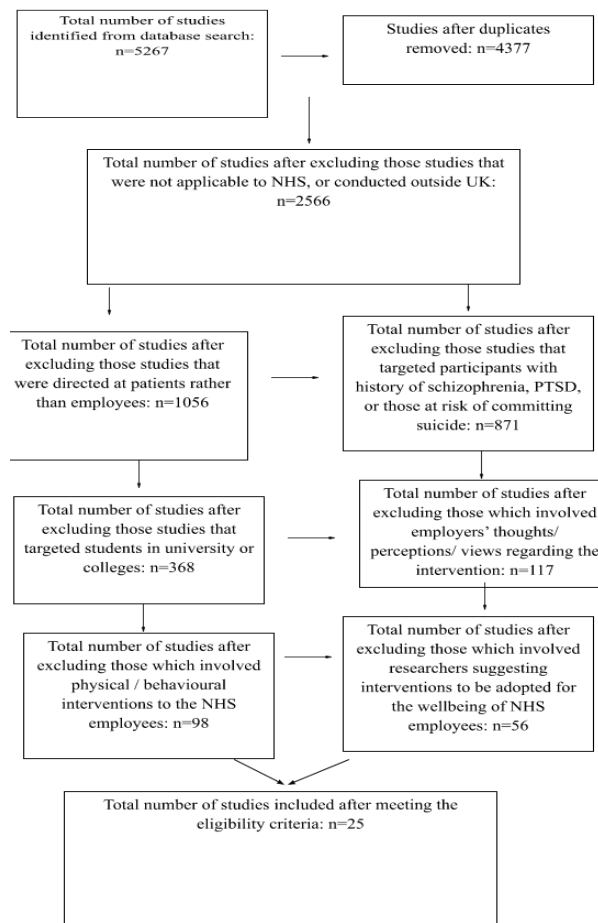 Total number of studies
identified from database search:
n=5267
Studies after duplicates
removed: n=4377
Total number of studies after excluding those studies that
were not applicable to NHS, or conducted outside UK:
n=2566
Total number of studies after
excluding those studies that
were directed at patients rather
than employees: n=1056
Total number of studies after
excluding those studies that
targeted participants with
history of schizophrenia, PTSD,
or those at risk of committing
suicide: n=871
Total number of studies after
excluding those studies that
targeted students in university or
colleges: n=368
Total number of studies after
excluding those which involved
employers’ thoughts/
perceptions/ views regarding the
intervention: n=117
Total number of studies after
excluding those which involved
physical / behavioural
interventions to the NHS
employees: n=98
Total number of studies after
excluding those which involved
researchers suggesting
interventions to be adopted for
the wellbeing of NHS
employees: n=56
Total number of studies included after meeting the
eligibility criteria: n=25